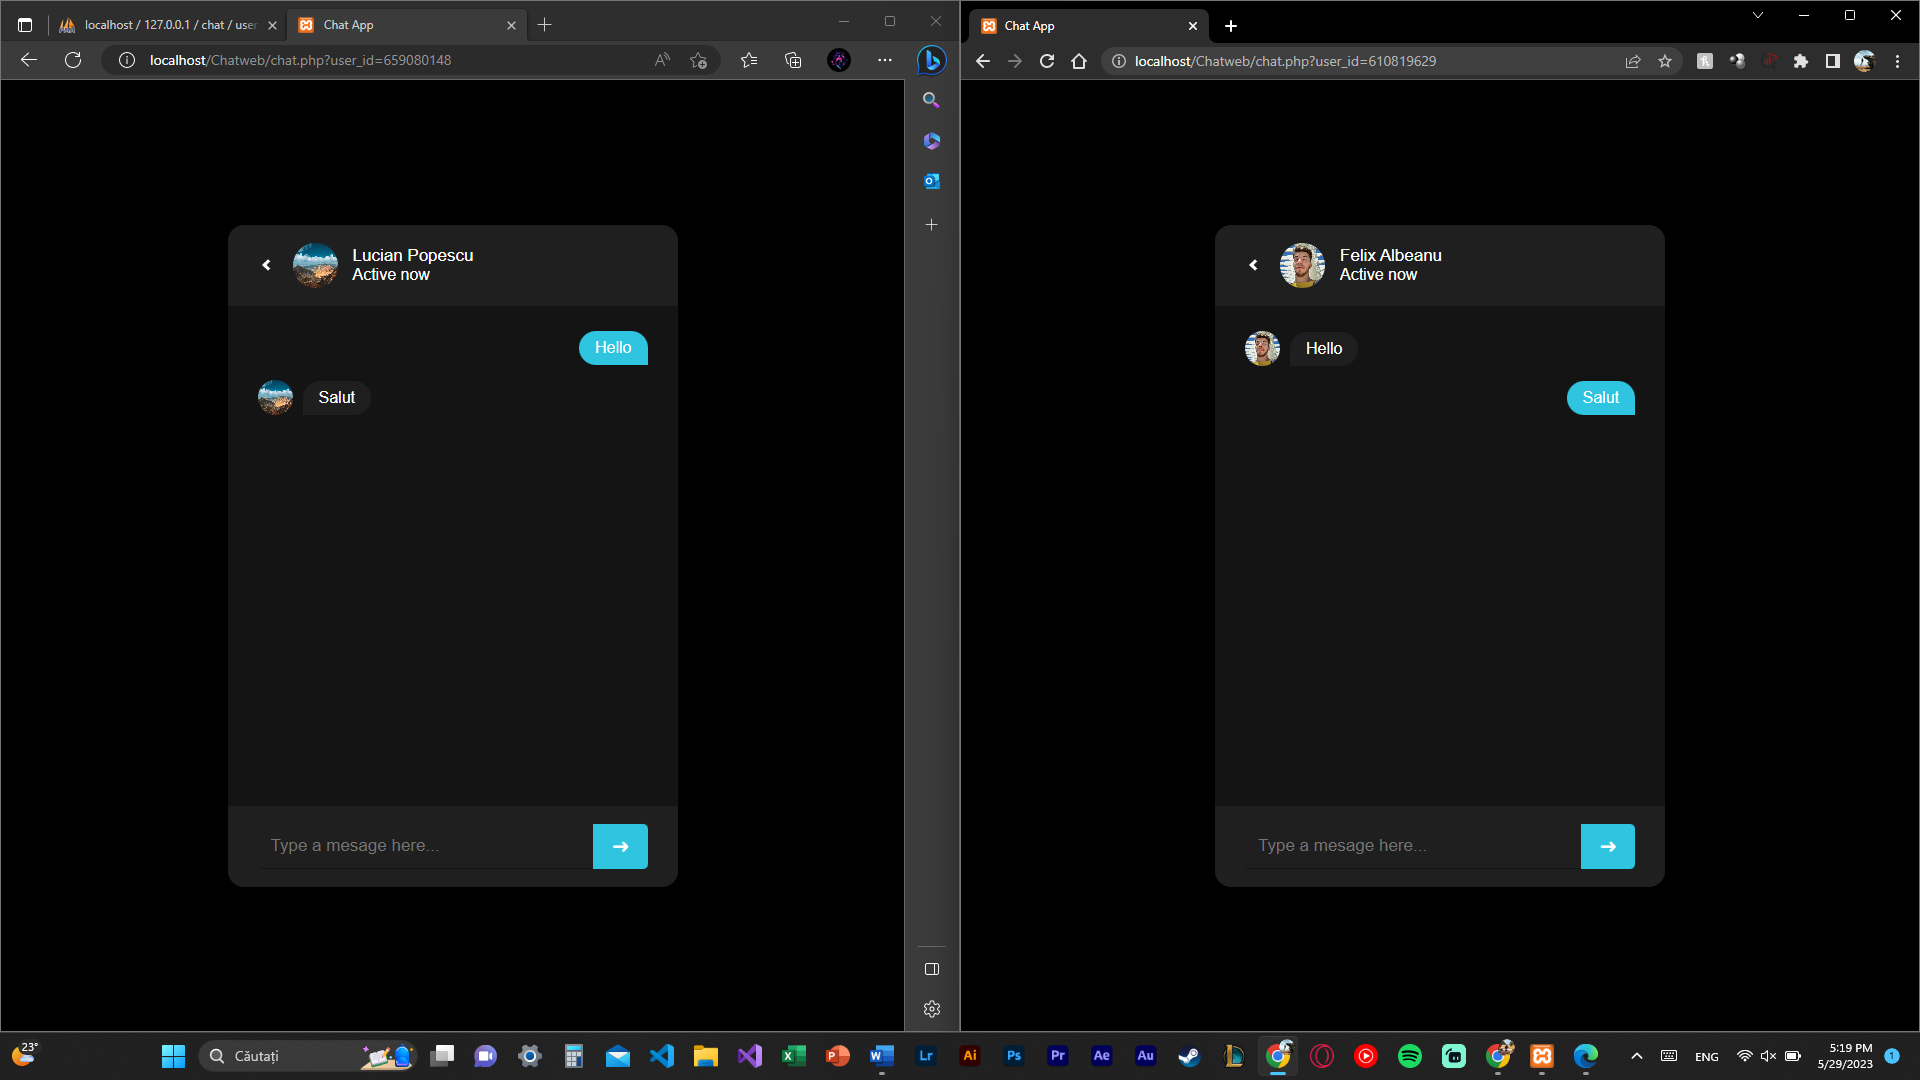 localhost / 127.0.0.1 / chat / user
Chat App
localhost/Chatweb/chat.php?user_id=659080148
Lucian Popescu
Active now
Hello
Salut
Type a mesage here...
Chat App
localhost/Chatweb/chat.php?user_id=610819629
Felix Albeanu
Active now
Hello
Salut
Type a mesage here...
23°
Căutați
Lr
Ai
Ps
Pr
Ae
Au
ENG
5:19 PM
5/29/2023
1